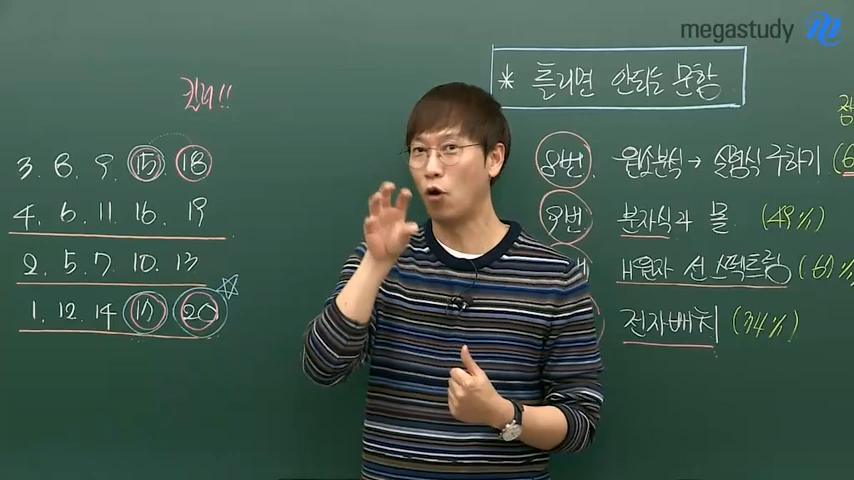 megastudy
킬러!!
3. 8. 9. 15 18
4. 6. 11 16. 19
2. 5. 7. 10. 13
1. 12. 14 17 20
* 틀리면 안되는 문항
8번. 원소분석 → 실험식 구하기 (6
9번 분자식과 몰 (49%)
H원자 선 스펙트럼 (61%
전자배치 (34%)